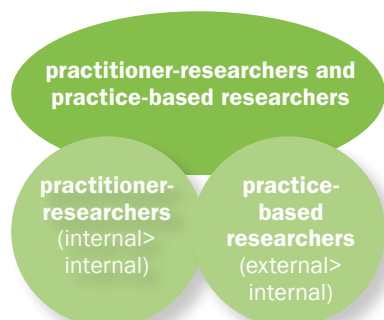 practitioner-researchers and
practice-based researchers
practitioner-
researchers
(internal>
internal)
practice-
based
researchers
(external>
internal)